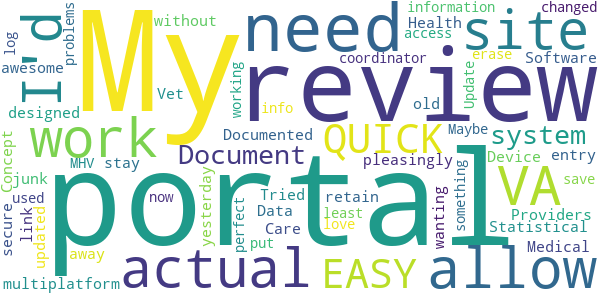 without
information
changed
log
problems
awesome
I'd
My
need
Health
access
site
coordinator
erase
Software
designed
Vet
working
review
info
old
Update
work
Documented
QUICK
Maybe
system
Concept
MHV
stay
Document
pleasingly
Device
entry
junk
used
link
secure
updated
now
yesterday
perfect
portal
Tried
Data
Care
put
retain
least
love
wanting
something
VA
save
Providers
Statistical
away
multiplatform
actual
EASY
allow
Medical